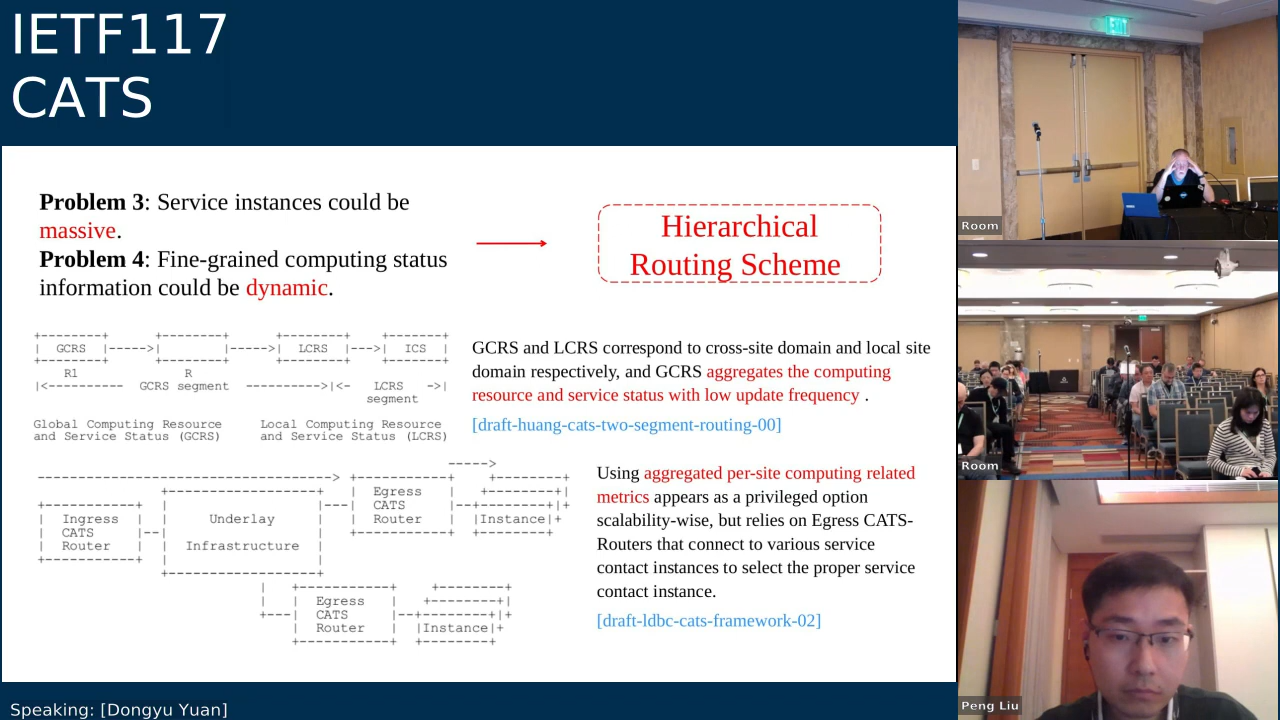 IETF117
CATS
Problem 3: Service instances could be
massive.
Problem 4: Fine-grained computing status
information could be dynamic.
Hierarchical
Routing Scheme
GCRS
LCRS
ICS
R1
R
GCRS segment
LCRS
segment
Global Computing Resource
and Service Status (GCRS)
Local Computing Resource
and Service Status (LCRS)
GCRS and LCRS correspond to cross-site domain and local site
domain respectively, and GCRS aggregates the computing
resource and service status with low update frequency .
[draft-huang-cats-two-segment-routing-00]
Ingress
CATS
Router
Underlay
Infrastructure
Egress
CATS
Router
Instance
Egress
CATS
Router
Instance
Using aggregated per-site computing related
metrics appears as a privileged option
scalability-wise, but relies on Egress CATS-
Routers that connect to various service
contact instances to select the proper service
contact instance.
[draft-ldbc-cats-framework-02]
Speaking: [Dongyu Yuan]
Room
Room
Peng Liu